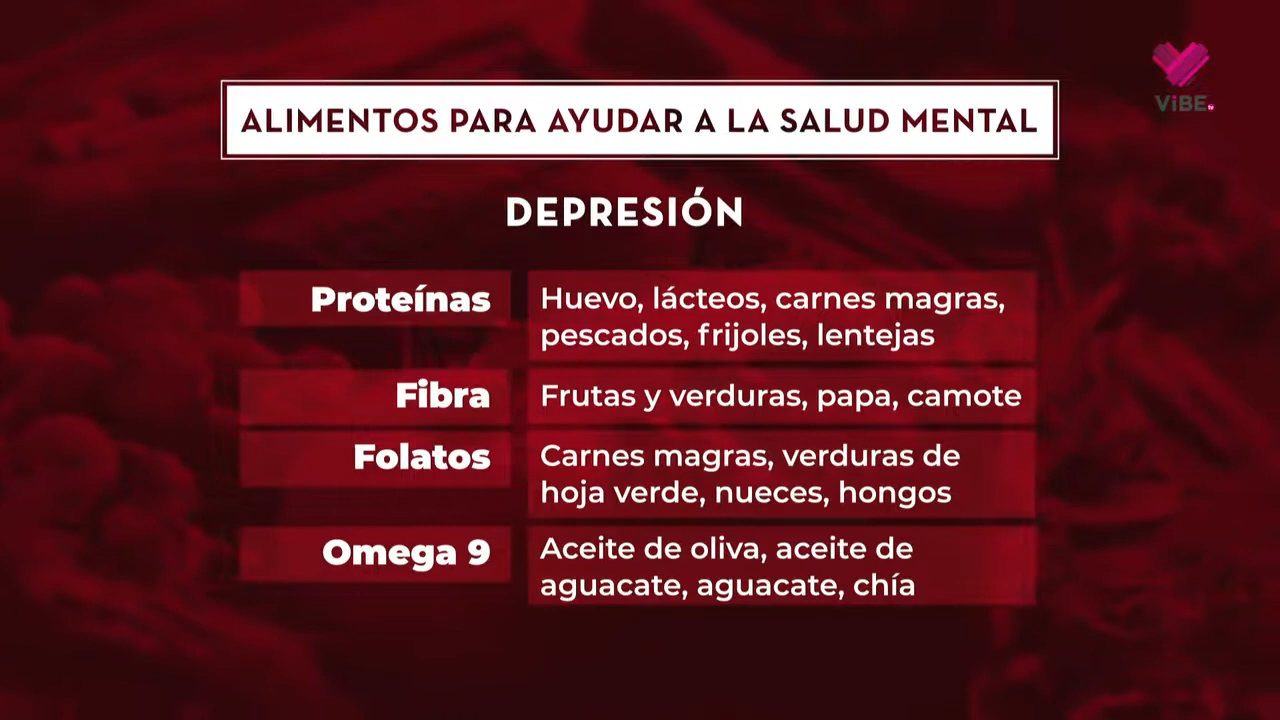 ViBE tv
ALIMENTOS PARA AYUDAR A LA SALUD MENTAL
DEPRESIÓN
Proteínas
Huevo, lácteos, carnes magras,
pescados, frijoles, lentejas
Fibra
Frutas y verduras, papa, camote
Folatos
Carnes magras, verduras de
hoja verde, nueces, hongos
Omega 9
Aceite de oliva, aceite de
aguacate, aguacate, chía